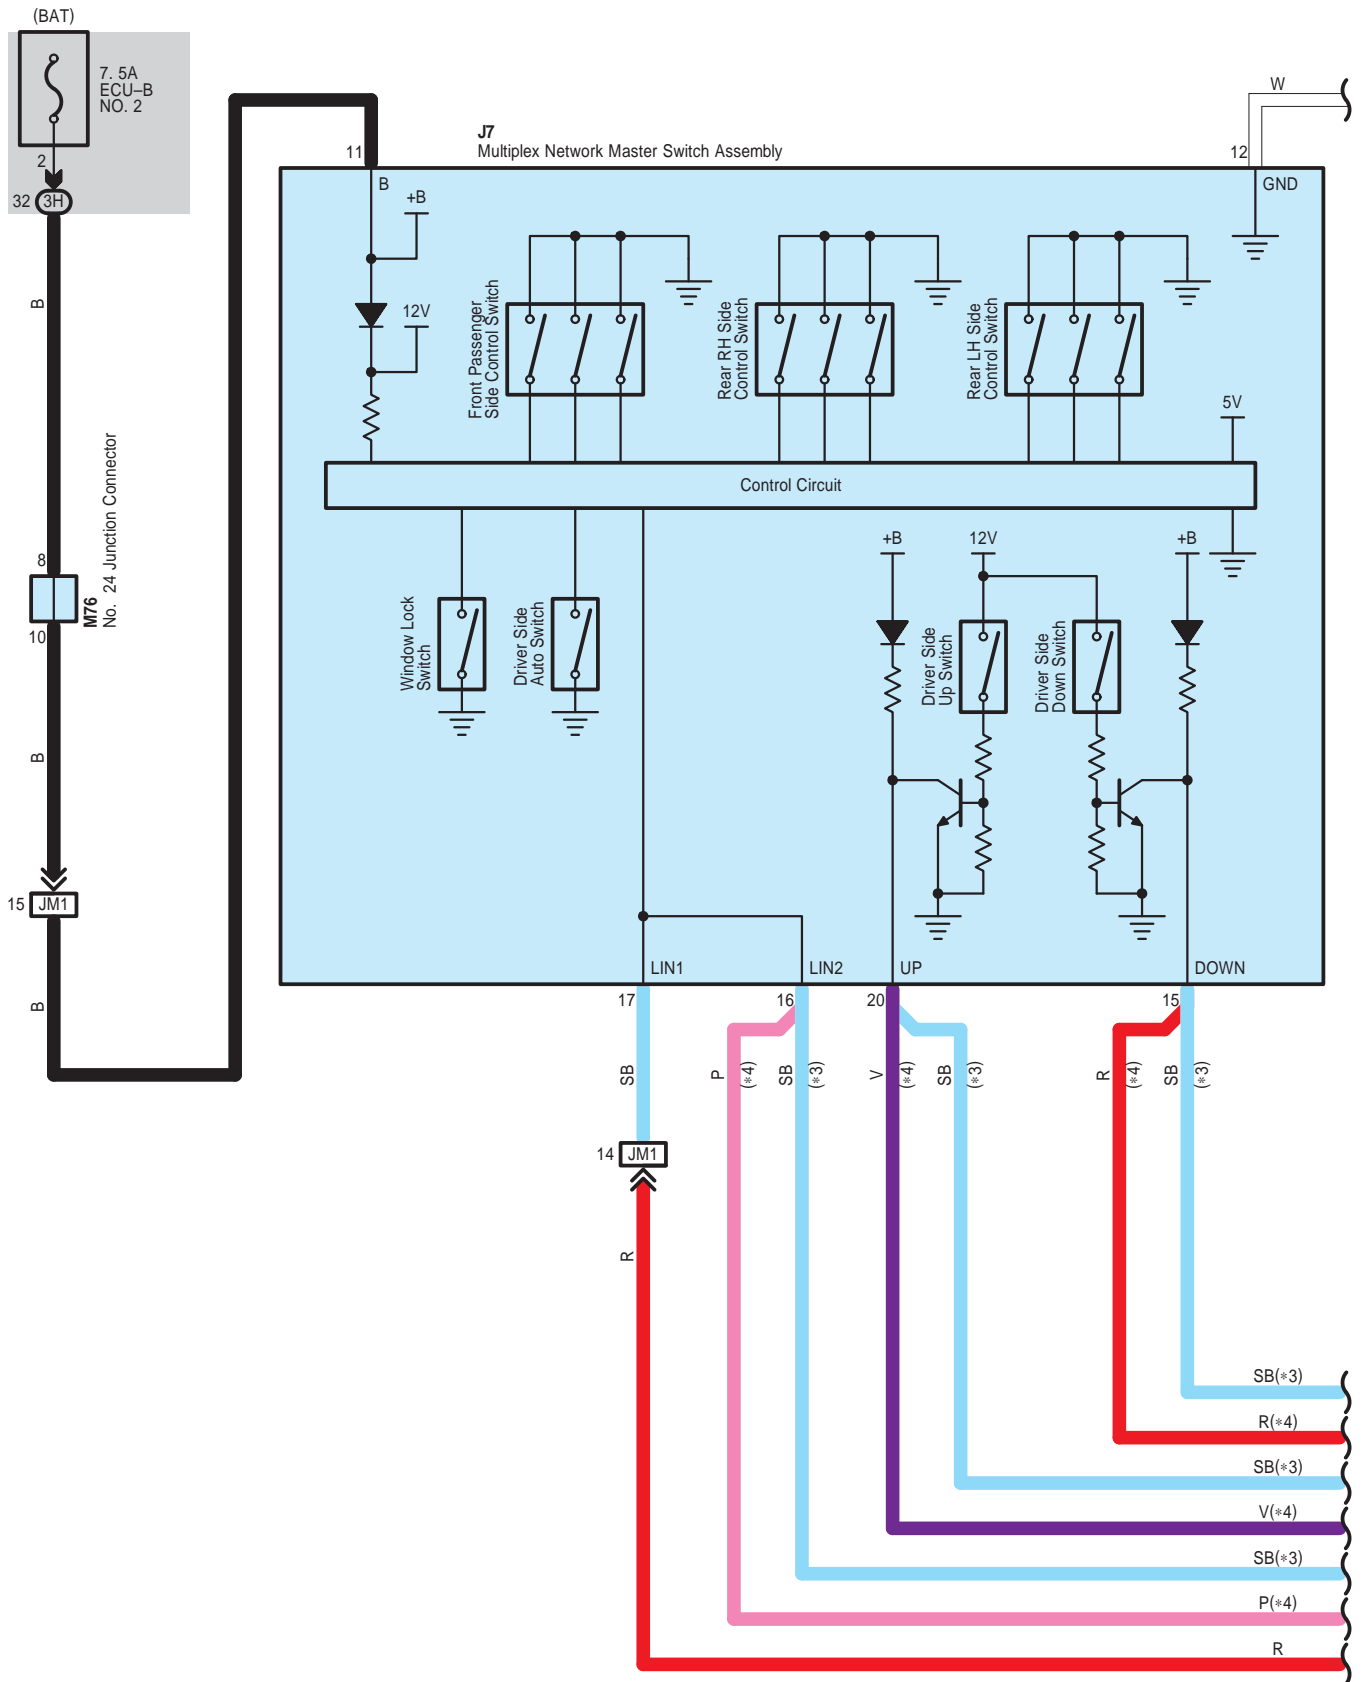 (BAT)
7. 5A
ECU–B
NO. 2
2
32 3H
B
8
M76
No. 24 Junction Connector
10
B
15 JM1
B
11
J7
Multiplex Network Master Switch Assembly
12
W
B
GND
+B
12V
Front Passenger
Side Control Switch
Rear RH Side
Control Switch
Rear LH Side
Control Switch
5V
Control Circuit
Window Lock
Switch
Driver Side
Auto Switch
+B
12V
+B
Driver Side
Up Switch
Driver Side
Down Switch
LIN1
LIN2
UP
DOWN
17
16
20
15
SB
P
(*4)
SB
(*3)
V
(*4)
SB
(*3)
R
(*4)
SB
(*3)
14 JM1
R
SB(*3)
R(*4)
SB(*3)
V(*4)
SB(*3)
P(*4)
R